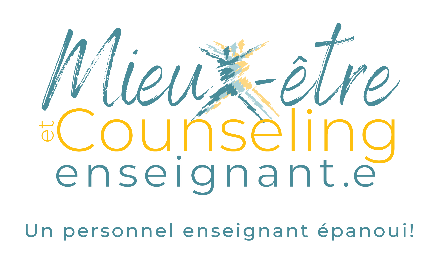 Mieux-être
et Counseling
enseignant.e
Un personnel enseignant épanoui!